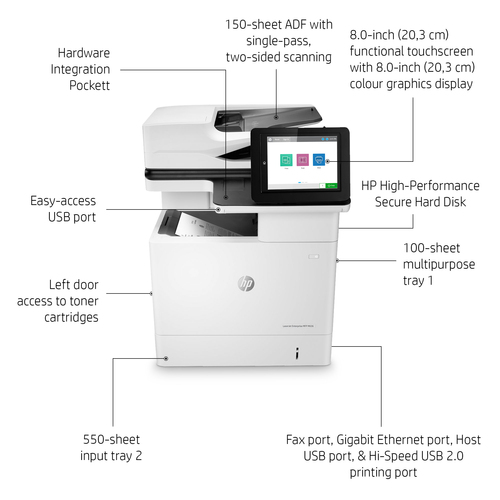 150-sheet ADF with
single-pass,
two-sided scanning
8.0-inch (20,3 cm)
functional touchscreen
with 8.0-inch (20,3 cm)
colour graphics display
Hardware
Integration
Pockett
HP High-Performance
Secure Hard Disk
Easy-access
USB port
100-sheet
multipurpose
tray 1
Left door
access to toner
cartridges
hp
550-sheet
input tray 2
Fax port, Gigabit Ethernet port, Host
USB port, & Hi-Speed USB 2.0
printing port